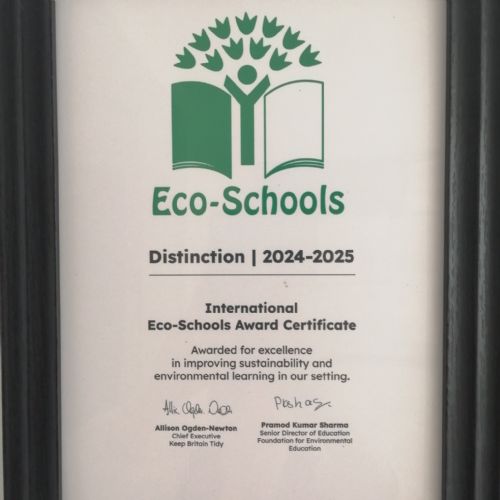 Eco-Schools
Distinction | 2024-2025
International
Eco-Schools Award Certificate
Awarded for excellence
in improving sustainability and
environmental learning in our setting.
Allison Ogden-Newton
Chief Executive
Keep Britain Tidy
Pramod Kumar Sharma
Senior Director of Education
Foundation for Environmental
Education